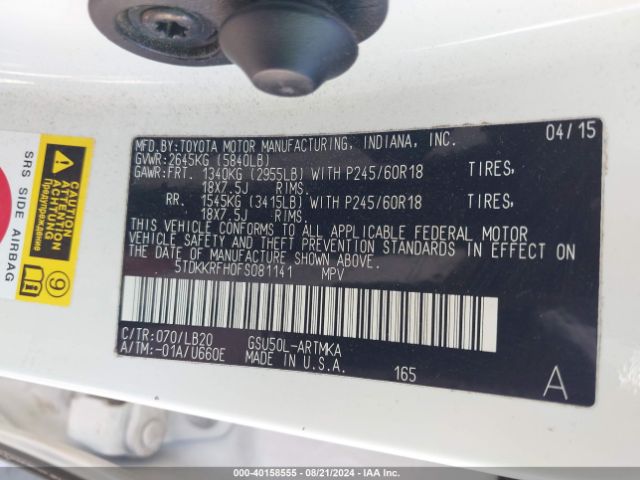 MFD.BY:TOYOTA MOTOR MANUFACTURING, INDIANA, INC. 04/15
GVWR:2645KG (5840LB)
GAWR:FRT. 1340KG (2955LB) WITH P245/60R18 TIRES,
18X7.5J RIMS.
RR. 1545KG (3415LB) WITH P245/60R18 TIRES,
18X7.5J RIMS.
THIS VEHICLE CONFORMS TO ALL APPLICABLE FEDERAL MOTOR
VEHICLE SAFETY AND THEFT PREVENTION STANDARDS IN EFFECT ON
THE DATE OF MANUFACTURE SHOWN ABOVE.
5TDKKRFH0FS081141 MPV
C/TR:070/LB20 GSU50L-ARTMKA
A/TM:-01A/U660E MADE IN U.S.A.
165 A
SRS SIDE AIRBAG
CAUTION
ACHTUNG
ATTENTION
Предупреждение
9
OWNER: 40158555 - 08/21/2024 - IAA Inc.